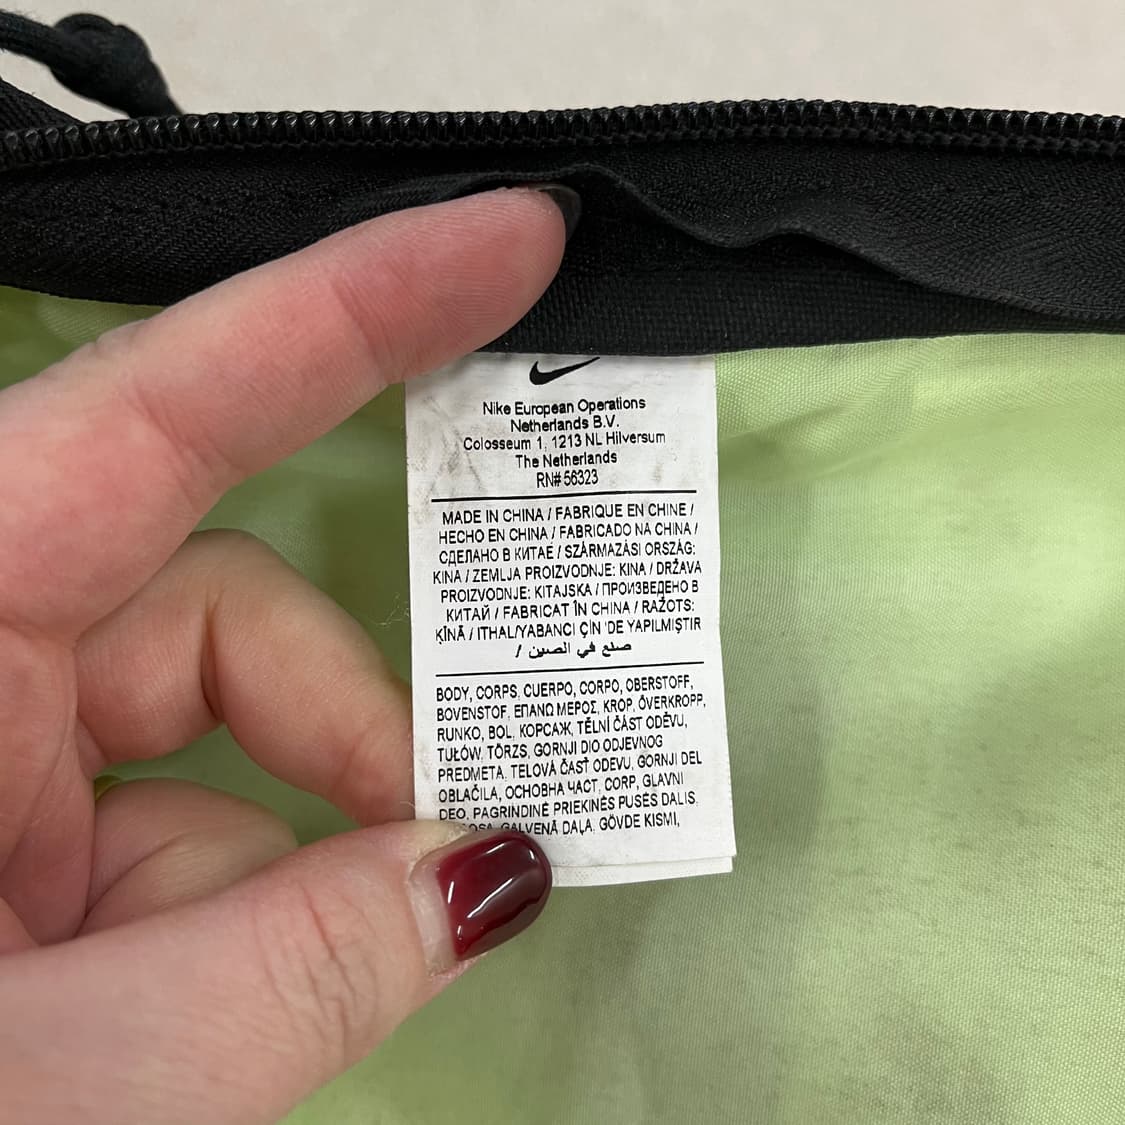 Nike European Operations
Netherlands B.V.
Colosseum 1, 1213 NL Hilversum
The Netherlands
RN# 56323
MADE IN CHINA / FABRIQUE EN CHINE /
HECHO EN CHINA / FABRICADO NA CHINA /
СДЕЛАНО В КИТАЕ / SZÁRMAZÁSI ORSZÁG:
KINA / ZEMLJA PROIZVODNJE: KINA / DRŽAVA
PROIZVODNJE: KITAJSKA / ПРОИЗВЕДЕНО В
КИТАЙ / FABRICAT ÎN CHINA / RAŽOTS:
ĶĪNĀ / ITHAL/YABANCI ÇİN 'DE YAPILMIŞTIR
/ صنع في الصين
BODY, CORPS, CUERPO, CORPO, OBERSTOFF,
BOVENSTOF, ΕΠΑΝΩ ΜΕΡΟΣ, KROP, ÖVERKROPP,
RUNKO, BOL, КОРСАЖ, TĚLNÍ ČÁST ODĚVU,
TUŁÓW, TÖRZS, GORNJI DIO ODJEVNOG
PREDMETA, TELOVÁ ČASŤ ODEVU, GORNJI DEL
OBLAČILA, ОСНОВНА ЧАСТ, CORP, GLAVNI
DEO, PAGRINDINĖ PRIEKINĖS PUSĖS DALIS,
GALVENĀ DAĻA, GÖVDE KISMI,